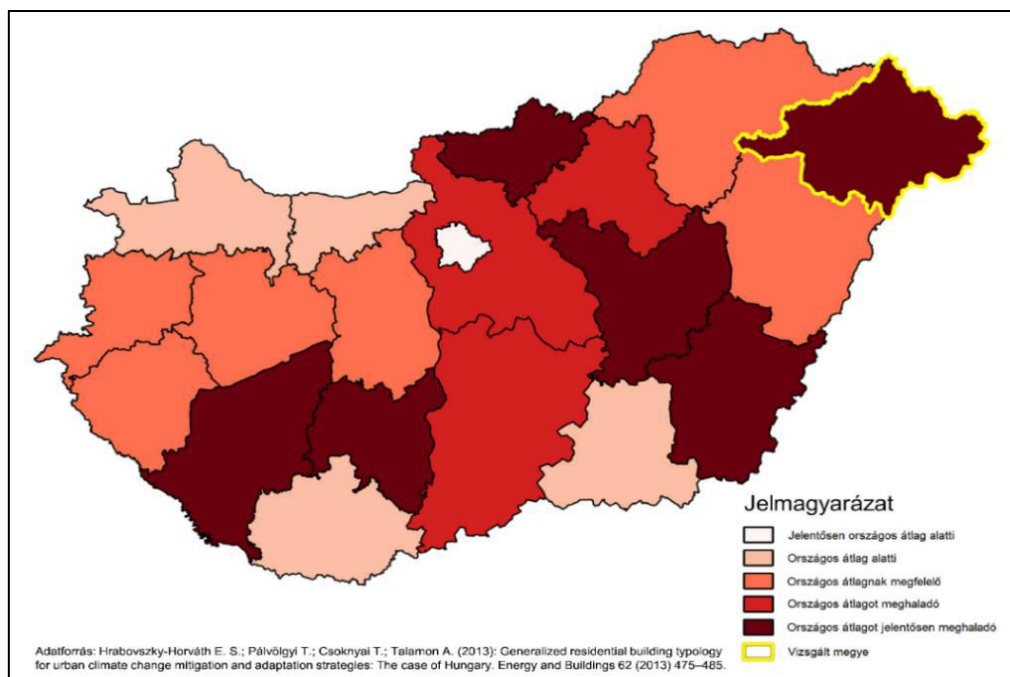 Jelmagyarázat
Jelentősen országos átlag alatti
Országos átlag alatti
Országos átlagnak megfelelő
Országos átlagot meghaladó
Országos átlagot jelentősen meghaladó
Vizsgált megye
Adatforrás: Hrabovszky-Horváth E. S.; Pálvölgyi T.; Csoknyai T.; Talamon A. (2013): Generalized residential building typology
for urban climate change mitigation and adaptation strategies: The case of Hungary. Energy and Buildings 62 (2013) 475–485.